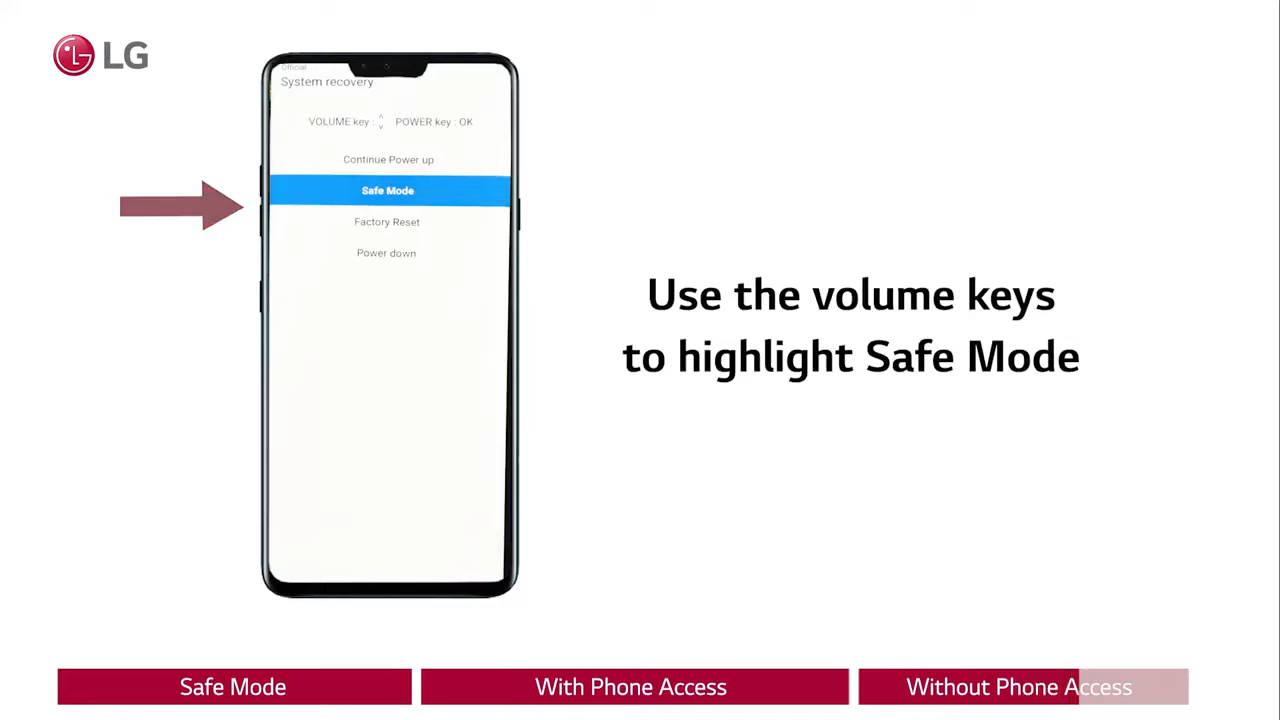 LG
Official
System recovery
VOLUME key : POWER key : OK
Continue Power up
Safe Mode
Factory Reset
Power down
Use the volume keys
to highlight Safe Mode
Safe Mode
With Phone Access
Without Phone Access